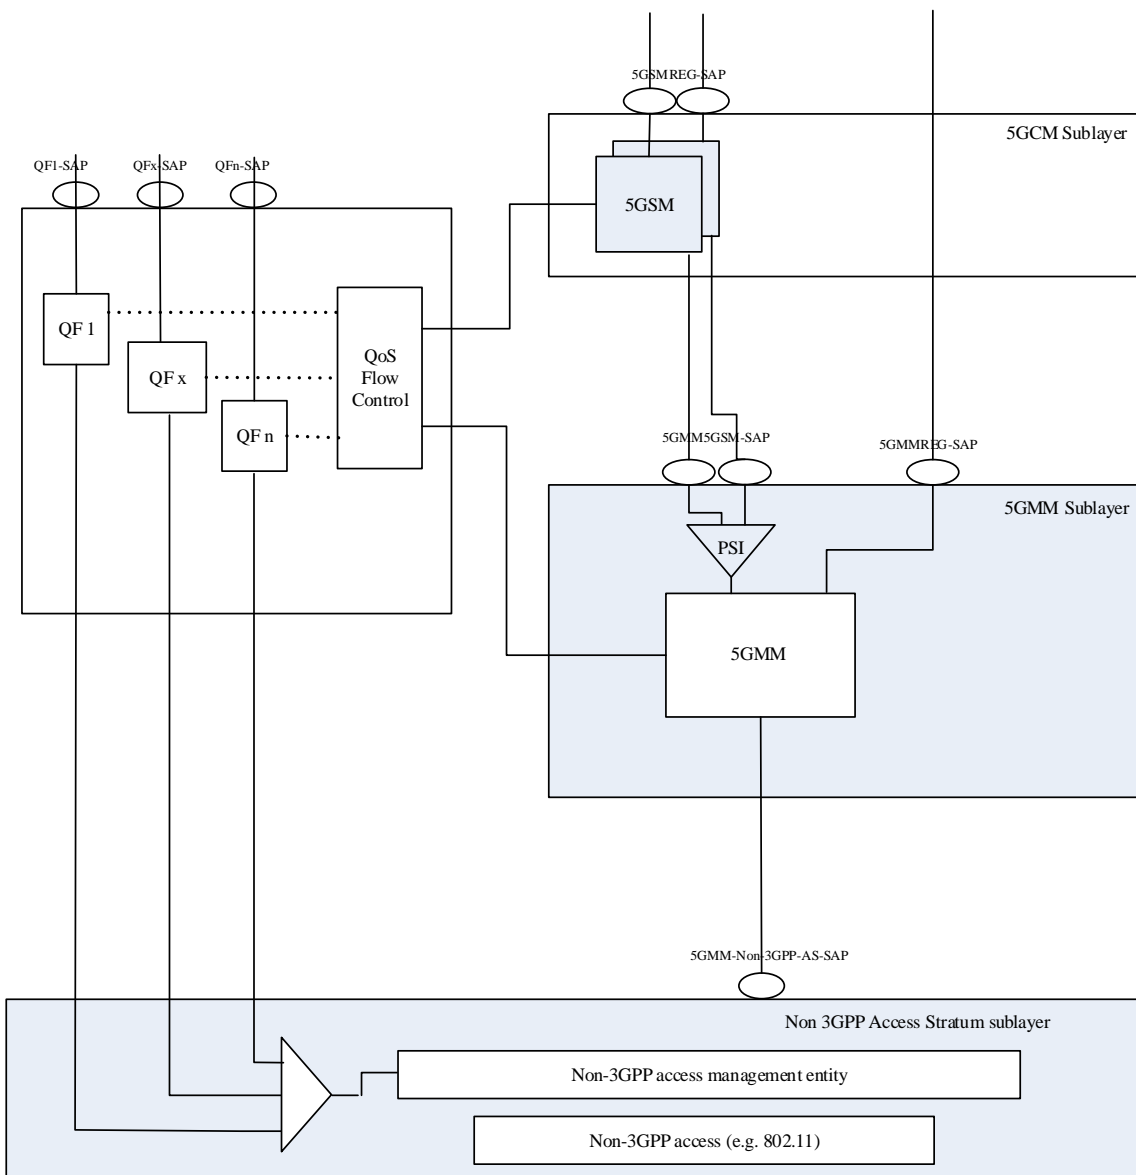 5GSMREG-SAP
5GCM Sublayer
QF1-SAP
QFx-SAP
QFn-SAP
5GSM
QF 1
QoS
Flow
Control
QF x
QF n
5GMM5GSM-SAP
5GMMREG-SAP
5GMM Sublayer
PSI
5GMM
5GMM-Non-3GPP-AS-SAP
Non 3GPP Access Stratum sublayer
Non-3GPP access management entity
Non-3GPP access (e.g. 802.11)